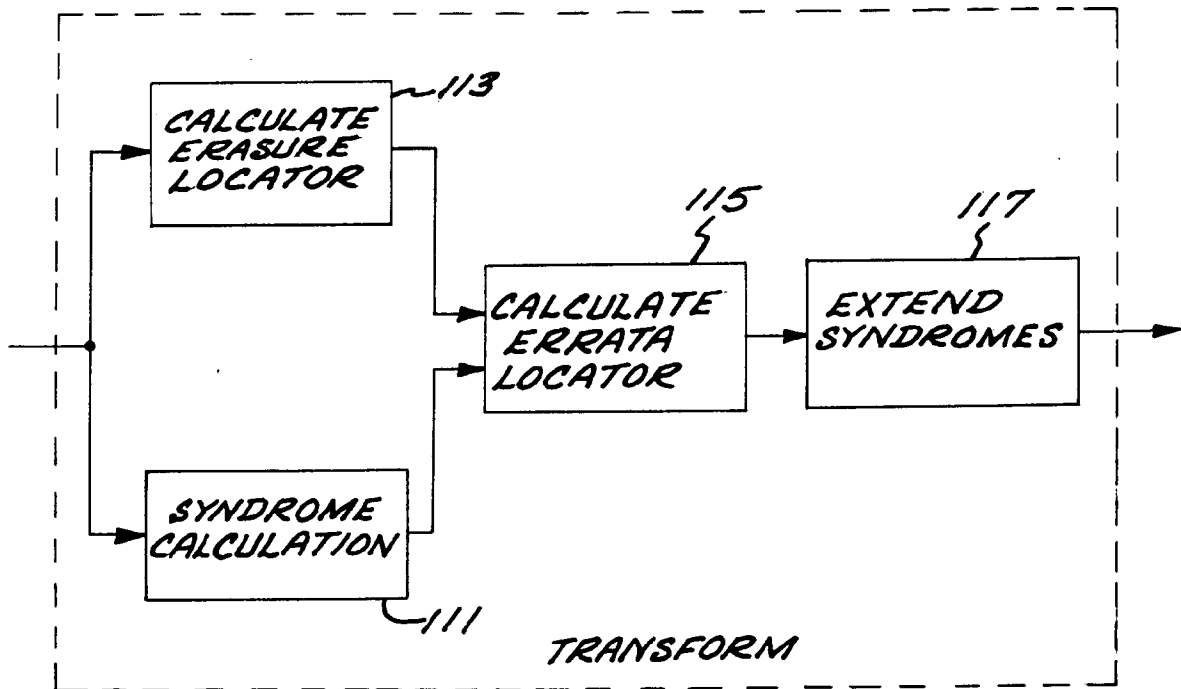 113
CALCULATE
ERASURE
LOCATOR
115
117
CALCULATE
ERRATA
LOCATOR
EXTEND
SYNDROMES
SYNDROME
CALCULATION
111
TRANSFORM